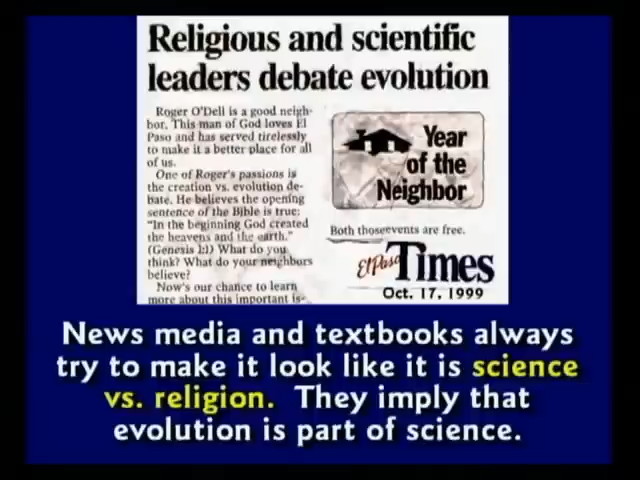 Religious and scientific
leaders debate evolution
Roger O'Dell is a good neigh-
bor. This man of God loves El
Paso and has served tirelessly
to make it a better place for all
of us.
One of Roger's passions is
the creation vs. evolution de-
bate. He believes the opening
sentence of the Bible is true:
"In the beginning God created
the heavens and the earth."
(Genesis 1:1) What do you
think? What do your neighbors
believe?
Now's our chance to learn
more about this important is-
Year
of the
Neighbor
Both thoseevents are free.
El Paso Times
Oct. 17, 1999
News media and textbooks always
try to make it look like it is science
vs. religion. They imply that
evolution is part of science.